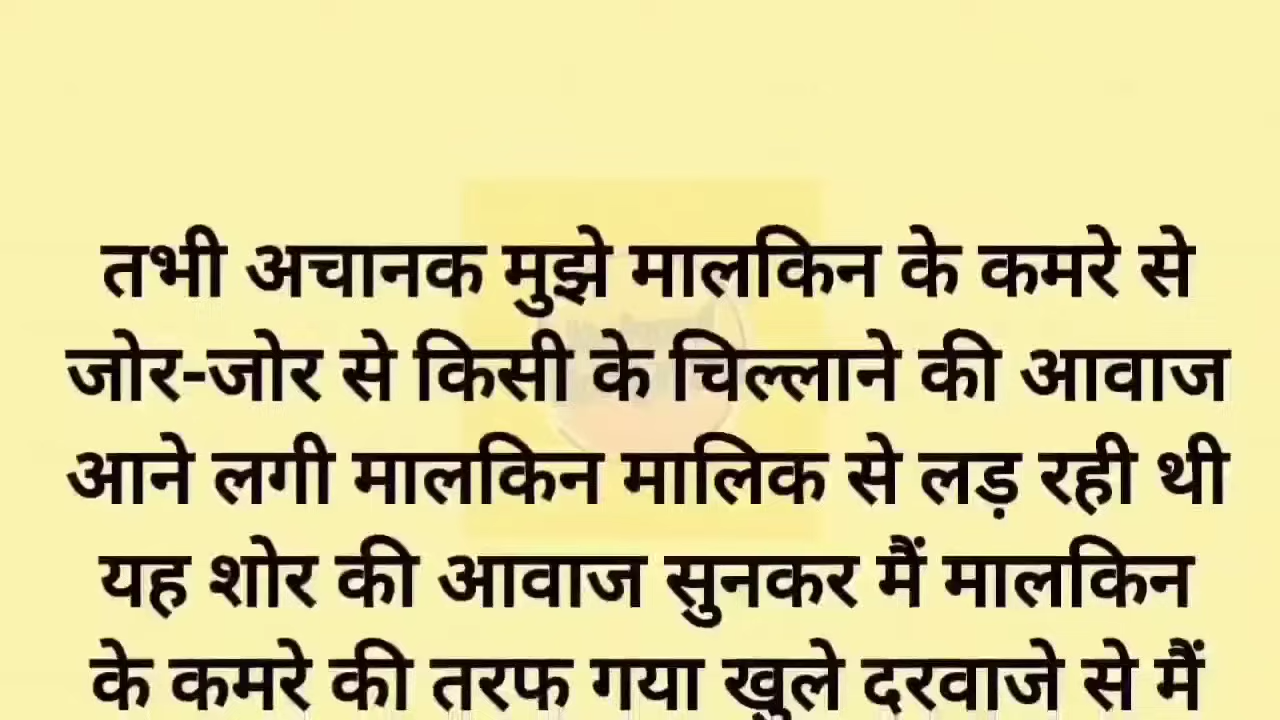 तभी अचानक मुझे मालकिन के कमरे से
जोर-जोर से किसी के चिल्लाने की आवाज
आने लगी मालकिन मालिक से लड़ रही थी
यह शोर की आवाज सुनकर मैं मालकिन
के कमरे की तरफ गया खुले दरवाजे से मैं